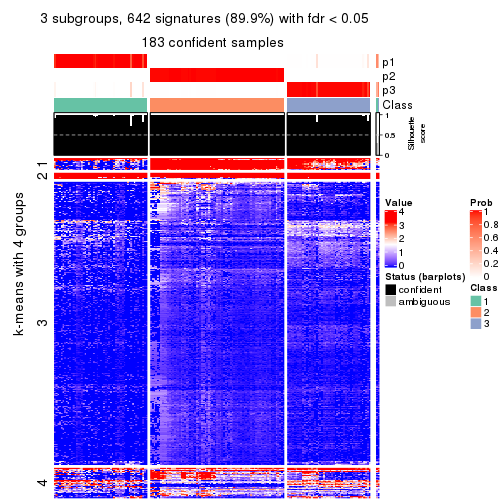 3 subgroups, 642 signatures (89.9%) with fdr < 0.05
183 confident samples
p1
p2
p3
Class
1
0.5
0
Silhouette
score
k-means with 4 groups
1
2
3
4
Value
4
3
2
1
0
Status (barplots)
confident
ambiguous
Prob
1
0.8
0.6
0.4
0.2
0
Class
1
2
3